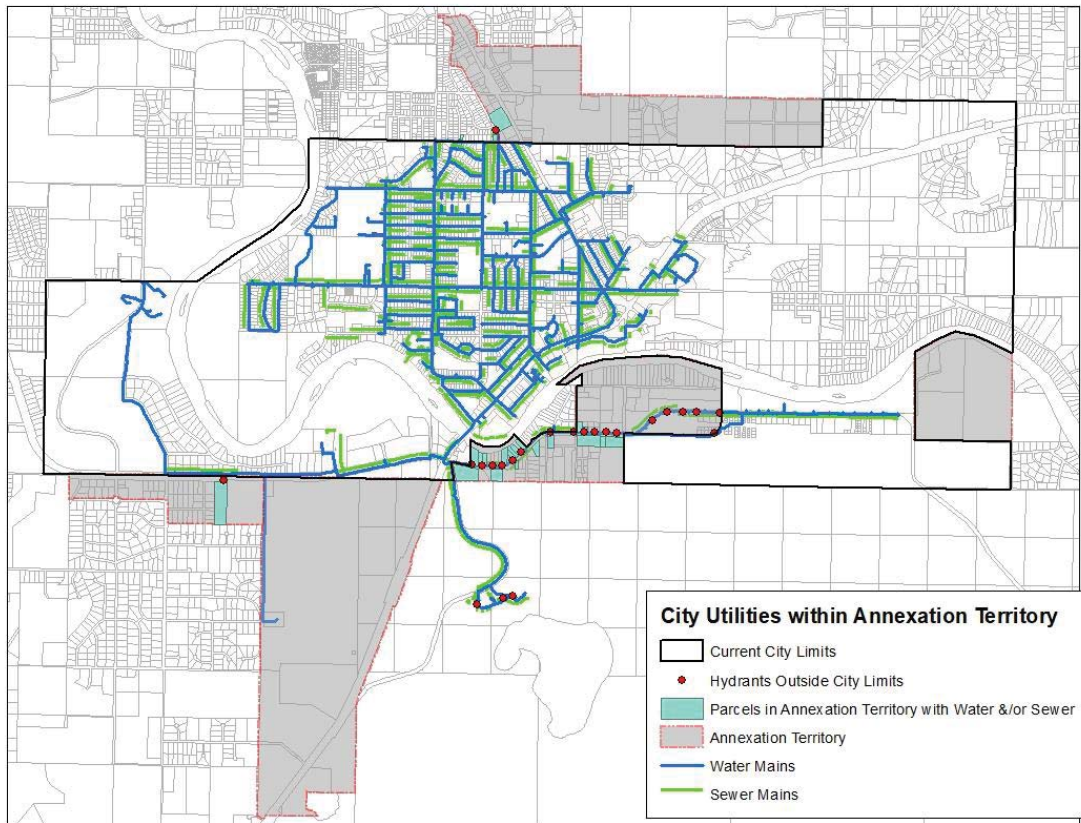 City Utilities within Annexation Territory
Current City Limits
Hydrants Outside City Limits
Parcels in Annexation Territory with Water &/or Sewer
Annexation Territory
Water Mains
Sewer Mains